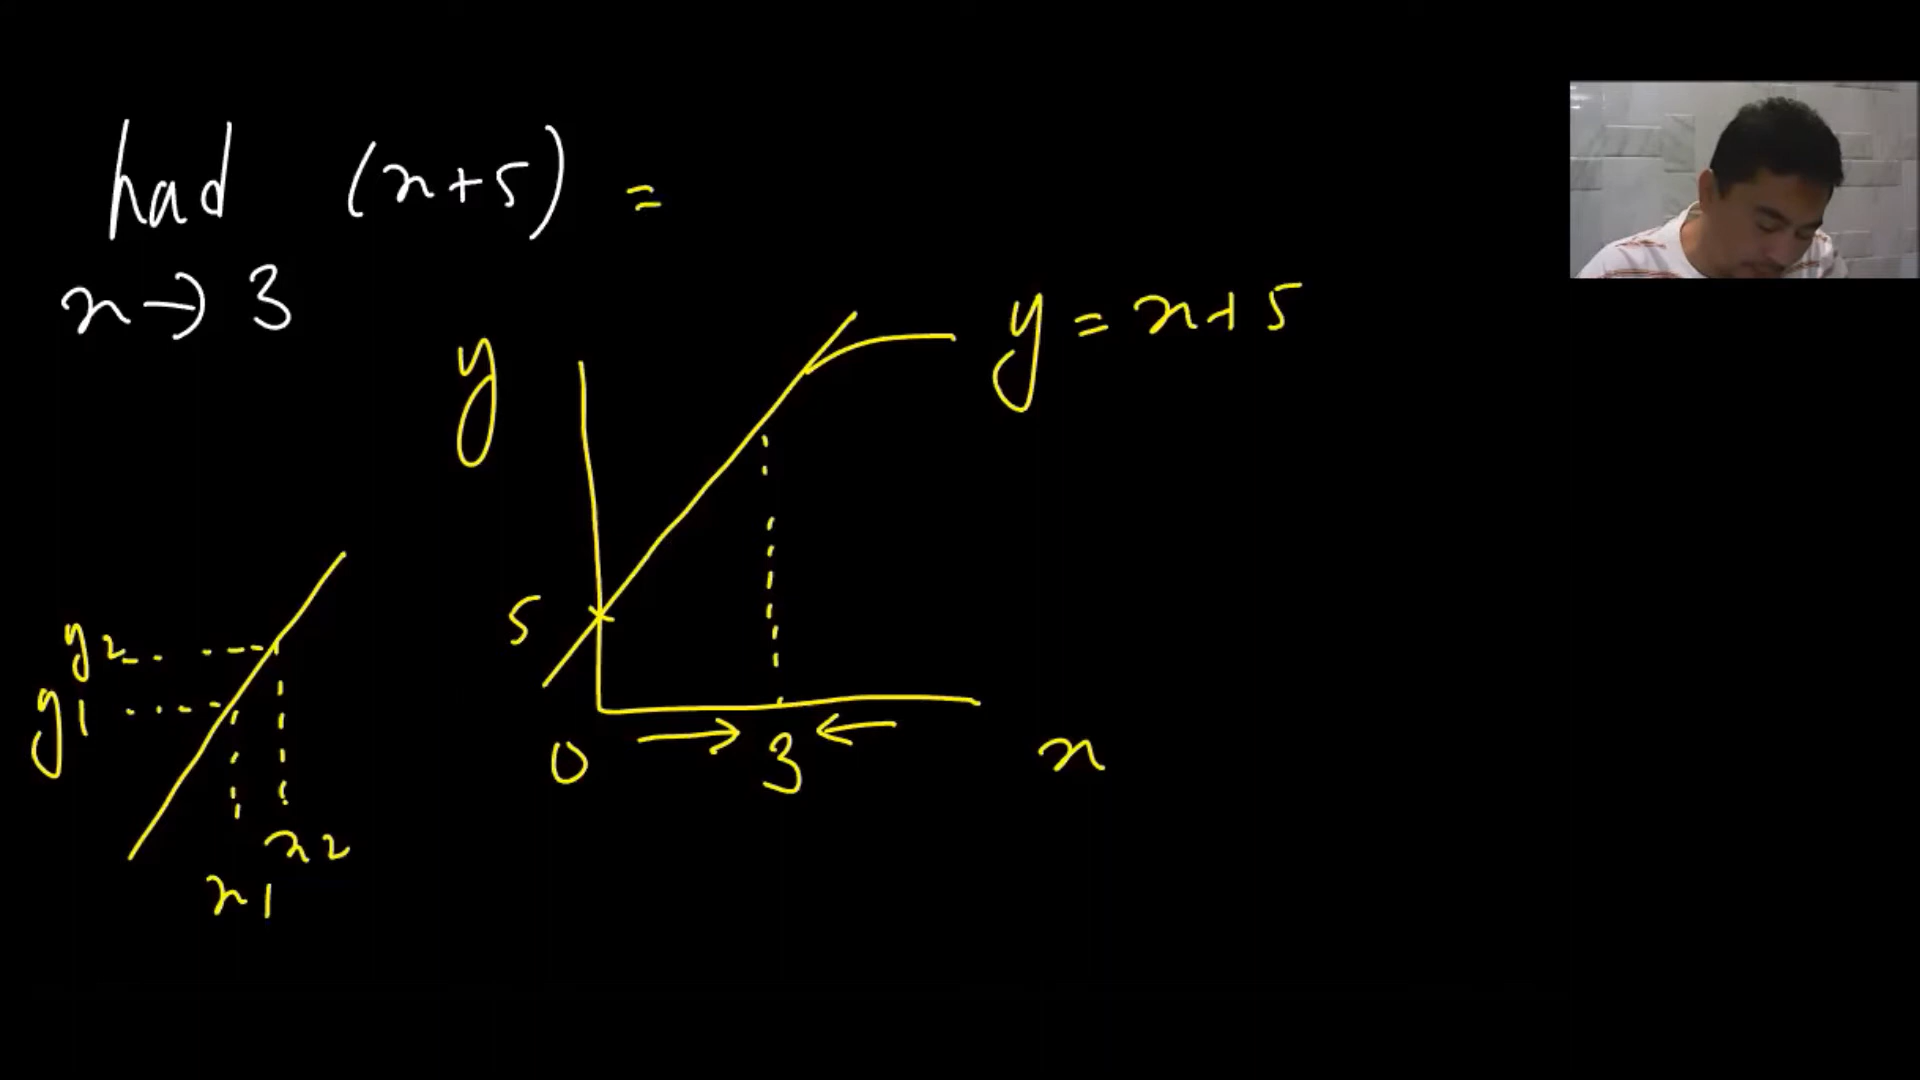 had (x+5) =
x → 3
y
y = x+5
5
y2
y1
0 → 3 ← x
x2
x1